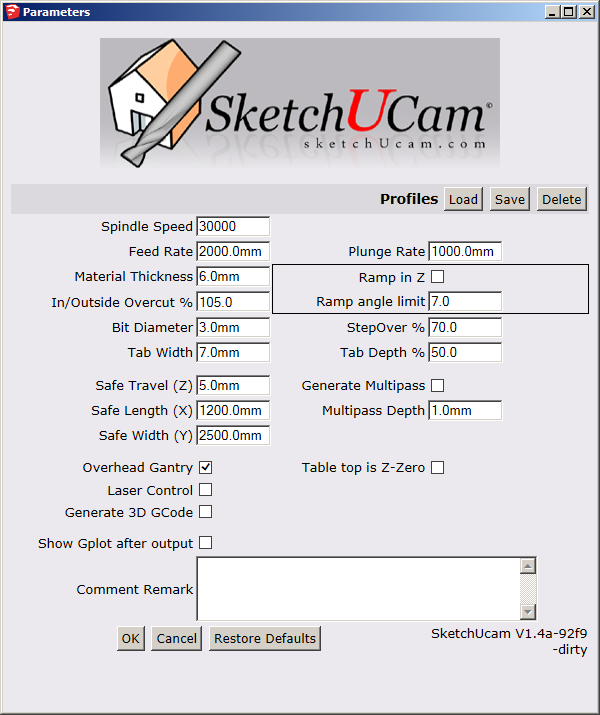 Parameters
SketchUCam©
sketchUcam.com
Profiles Load Save Delete
Spindle Speed 30000
Feed Rate 2000.0mm Plunge Rate 1000.0mm
Material Thickness 6.0mm Ramp in Z
In/Outside Overcut % 105.0 Ramp angle limit 7.0
Bit Diameter 3.0mm StepOver % 70.0
Tab Width 7.0mm Tab Depth % 50.0
Safe Travel (Z) 5.0mm Generate Multipass
Safe Length (X) 1200.0mm Multipass Depth 1.0mm
Safe Width (Y) 2500.0mm
Overhead Gantry Table top is Z-Zero
Laser Control
Generate 3D GCode
Show Gplot after output
Comment Remark
OK Cancel Restore Defaults SketchUcam V1.4a-92f9
-dirty